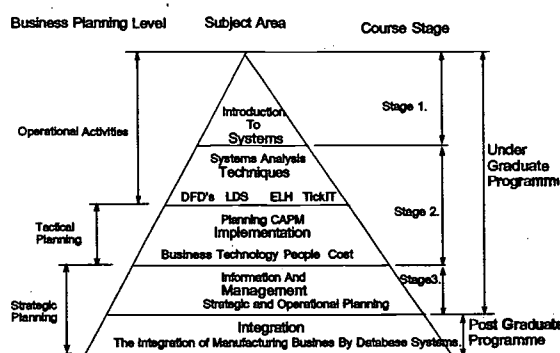 Business Planning Level Subject Area Course Stage
Introduction
To
Systems
Stage 1.
Operational Activities
Systems Analysis
Techniques
DFD's LDS ELH TickIT
Under
Graduate
Programme
Stage 2.
Tactical
Planning
Planning CAPM
Implementation
Business Technology People Cost
Information And
Management
Strategic and Operational Planning
Stage3.
Strategic
Planning
Integration
The Integration of Manufacturing Busines By Database Systems.
Post Graduate
Programme